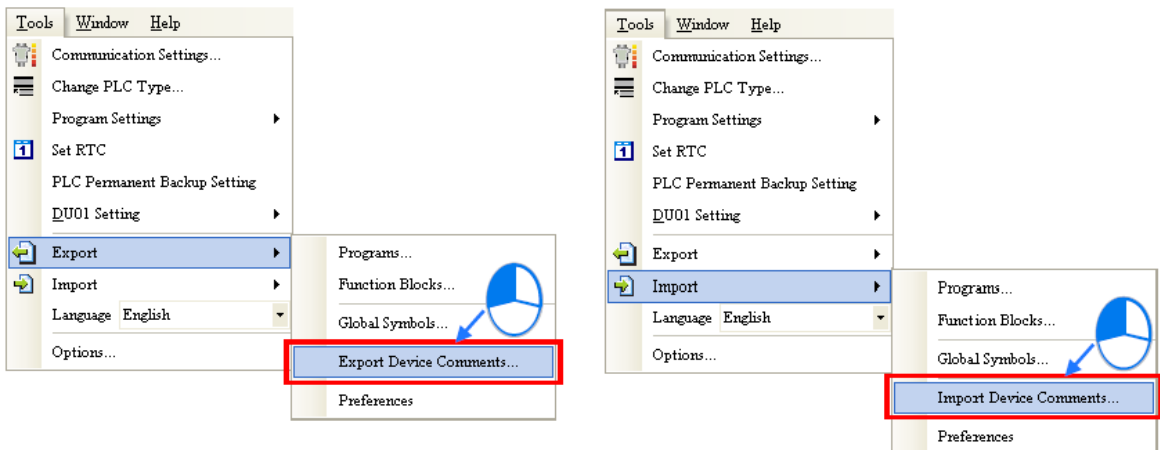 Tools Window Help
Communication Settings...
Change PLC Type...
Program Settings
1 Set RTC
PLC Permanent Backup Setting
DU01 Setting
Export
Import
Language English
Options...
Programs...
Function Blocks...
Global Symbols...
Export Device Comments...
Preferences
Tools Window Help
Communication Settings...
Change PLC Type...
Program Settings
1 Set RTC
PLC Permanent Backup Setting
DU01 Setting
Export
Import
Language English
Options...
Programs...
Function Blocks...
Global Symbols...
Import Device Comments...
Preferences